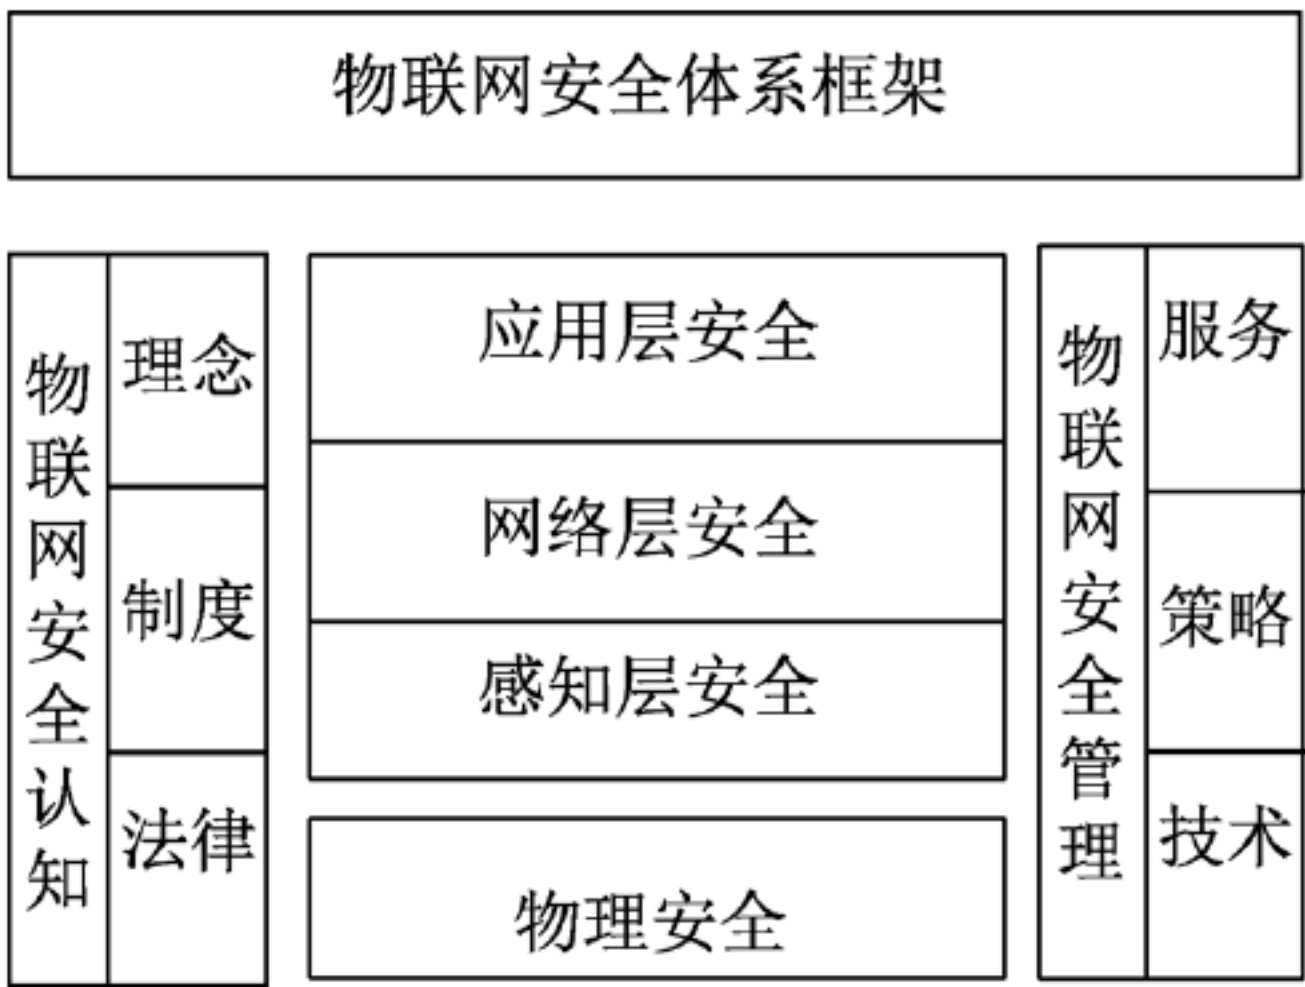 物联网安全体系框架
物联网安全认知
理念
制度
法律
应用层安全
网络层安全
感知层安全
物理安全
物联网安全管理
服务
策略
技术